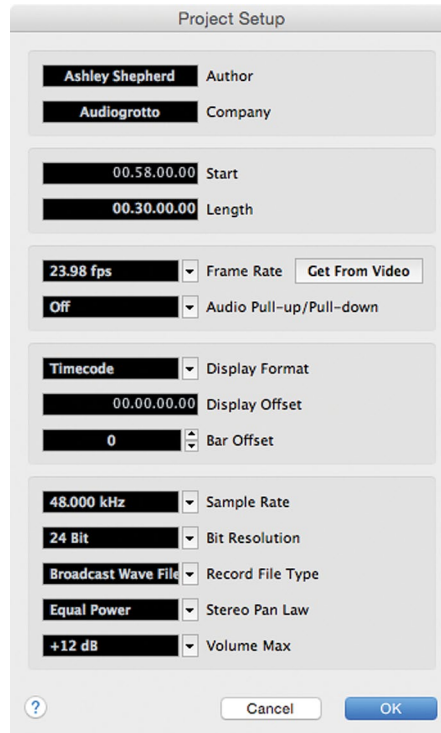 Project Setup
Ashley Shepherd Author
Audiogrotto Company
00.58.00.00 Start
00.30.00.00 Length
23.98 fps Frame Rate Get From Video
Off Audio Pull-up/Pull-down
Timecode Display Format
00.00.00.00 Display Offset
0 Bar Offset
48.000 kHz Sample Rate
24 Bit Bit Resolution
Broadcast Wave File Record File Type
Equal Power Stereo Pan Law
+12 dB Volume Max
? Cancel OK